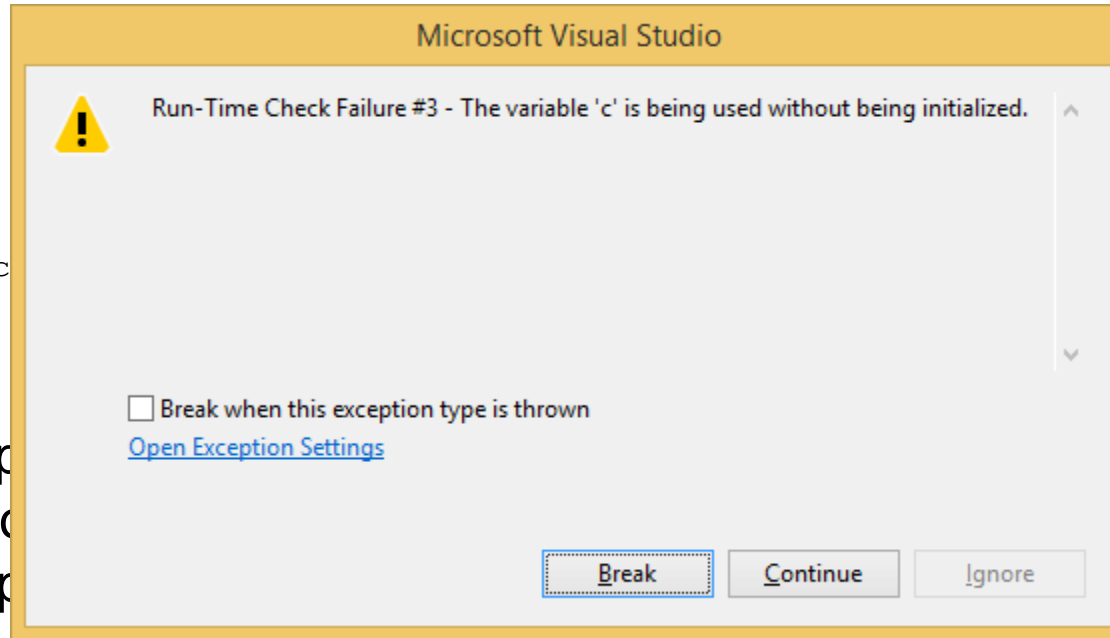 Microsoft Visual Studio
Run-Time Check Failure #3 - The variable 'c' is being used without being initialized.
c
Break when this exception type is thrown
p
Open Exception Settings
p
Break Continue Ignore